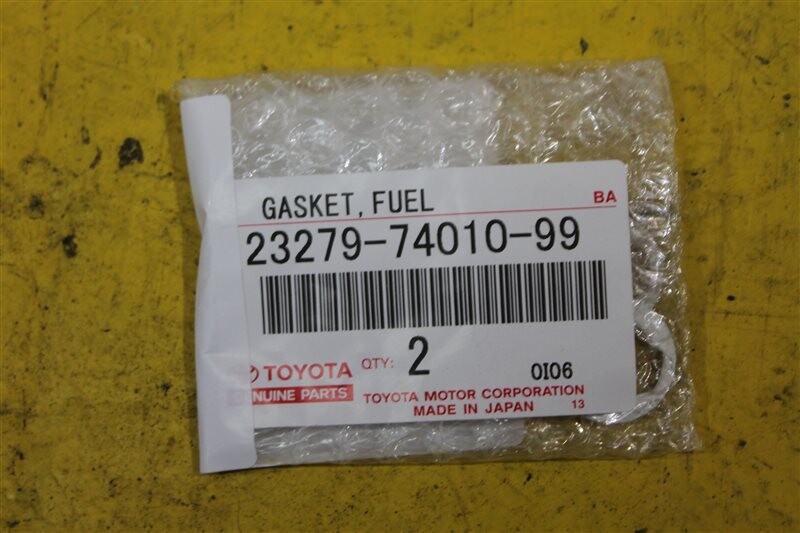 GASKET, FUEL BA
23279-74010-99
QTY: 2
0I06
TOYOTA
GENUINE PARTS
TOYOTA MOTOR CORPORATION
MADE IN JAPAN 13